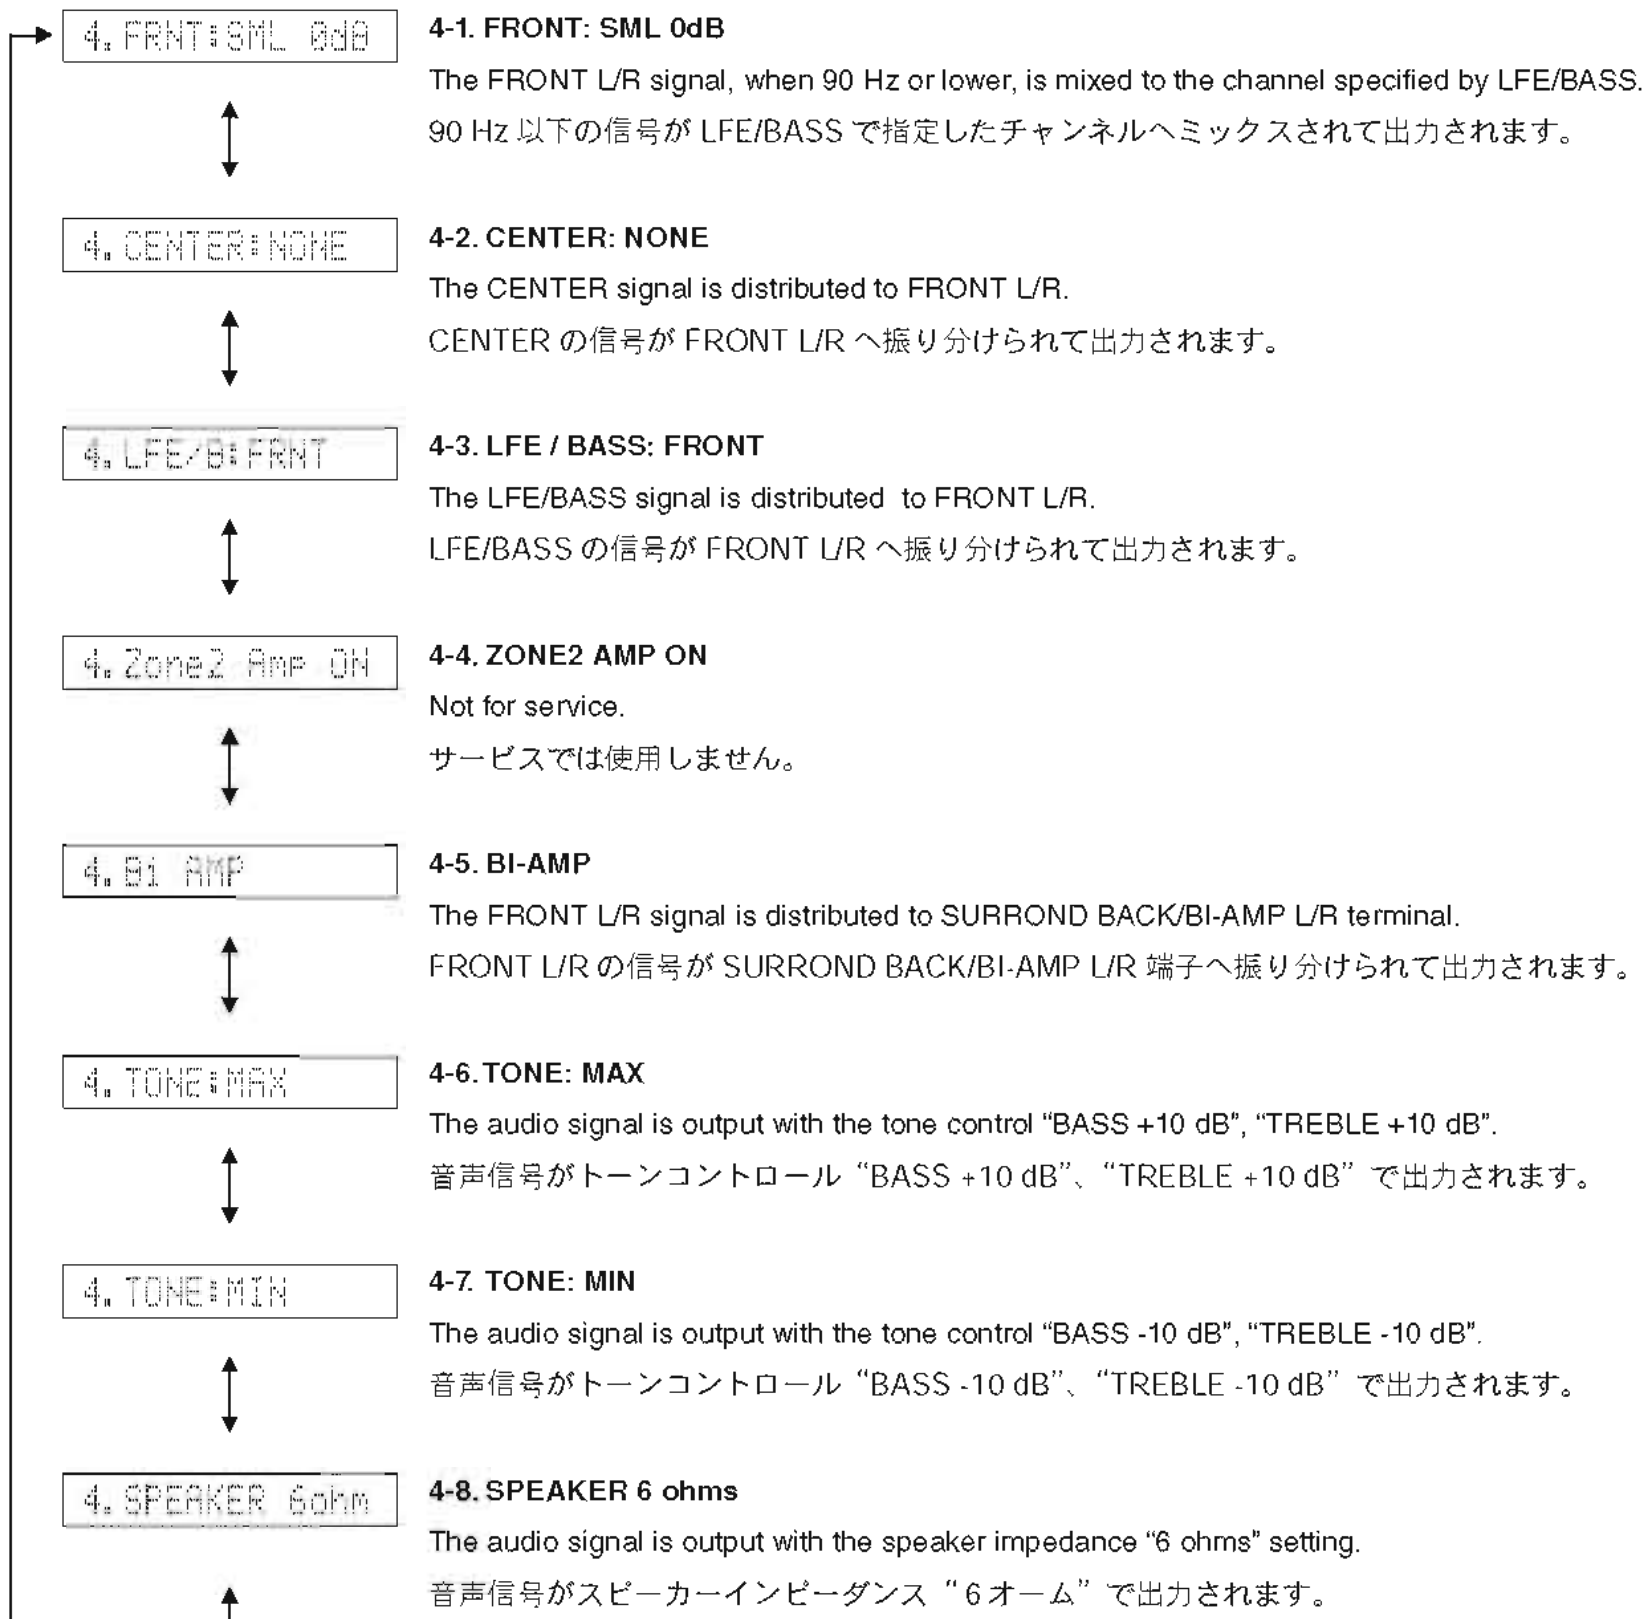 4. FRNT:SML 0dB
4-1. FRONT: SML 0dB
The FRONT L/R signal, when 90 Hz or lower, is mixed to the channel specified by LFE/BASS.
90 Hz 以下の信号が LFE/BASS で指定したチャンネルへミックスされて出力されます。
4. CENTER:NONE
4-2. CENTER: NONE
The CENTER signal is distributed to FRONT L/R.
CENTER の信号が FRONT L/R へ振り分けられて出力されます。
4. LFE/B:FRNT
4-3. LFE / BASS: FRONT
The LFE/BASS signal is distributed to FRONT L/R.
LFE/BASS の信号が FRONT L/R へ振り分けられて出力されます。
4. Zone2 Amp ON
4-4. ZONE2 AMP ON
Not for service.
サービスでは使用しません。
4. Bi AMP
4-5. BI-AMP
The FRONT L/R signal is distributed to SURROND BACK/BI-AMP L/R terminal.
FRONT L/R の信号が SURROND BACK/BI-AMP L/R 端子へ振り分けられて出力されます。
4. TONE:MAX
4-6. TONE: MAX
The audio signal is output with the tone control “BASS +10 dB”, “TREBLE +10 dB”.
音声信号がトーンコントロール “BASS +10 dB”、“TREBLE +10 dB” で出力されます。
4. TONE:MIN
4-7. TONE: MIN
The audio signal is output with the tone control “BASS -10 dB”, “TREBLE -10 dB”.
音声信号がトーンコントロール “BASS -10 dB”、“TREBLE -10 dB” で出力されます。
4. SPEAKER 6ohm
4-8. SPEAKER 6 ohms
The audio signal is output with the speaker impedance “6 ohms” setting.
音声信号がスピーカーインピーダンス “6 オーム” で出力されます。